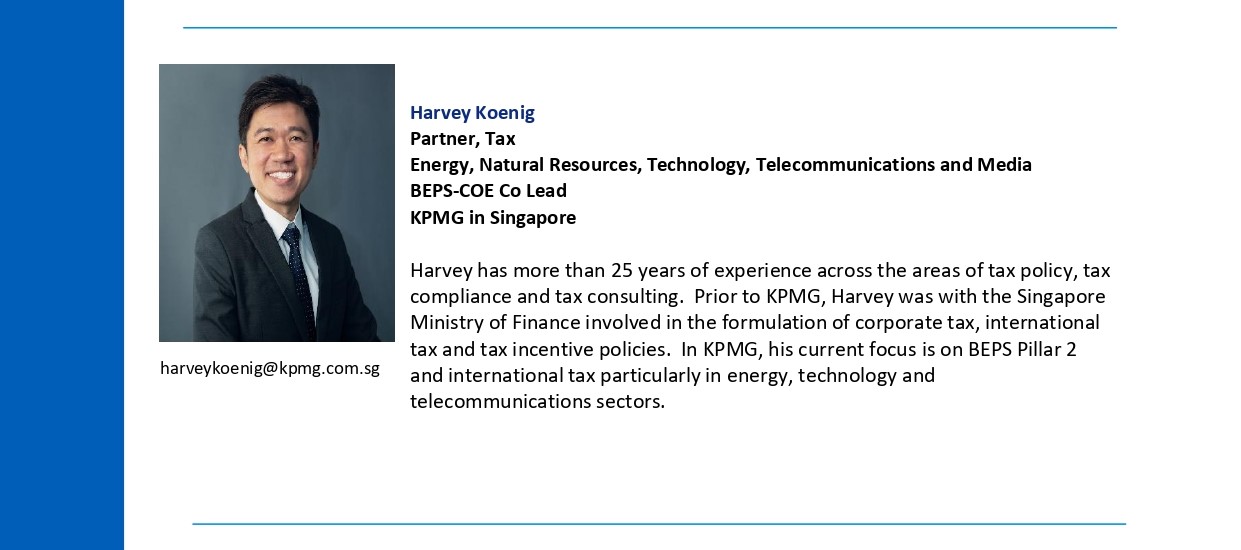 Harvey Koenig
Partner, Tax
Energy, Natural Resources, Technology, Telecommunications and Media
BEPS-COE Co Lead
KPMG in Singapore
Harvey has more than 25 years of experience across the areas of tax policy, tax
compliance and tax consulting.  Prior to KPMG, Harvey was with the Singapore
Ministry of Finance involved in the formulation of corporate tax, international
tax and tax incentive policies.  In KPMG, his current focus is on BEPS Pillar 2
and international tax particularly in energy, technology and
telecommunications sectors.
harveykoenig@kpmg.com.sg